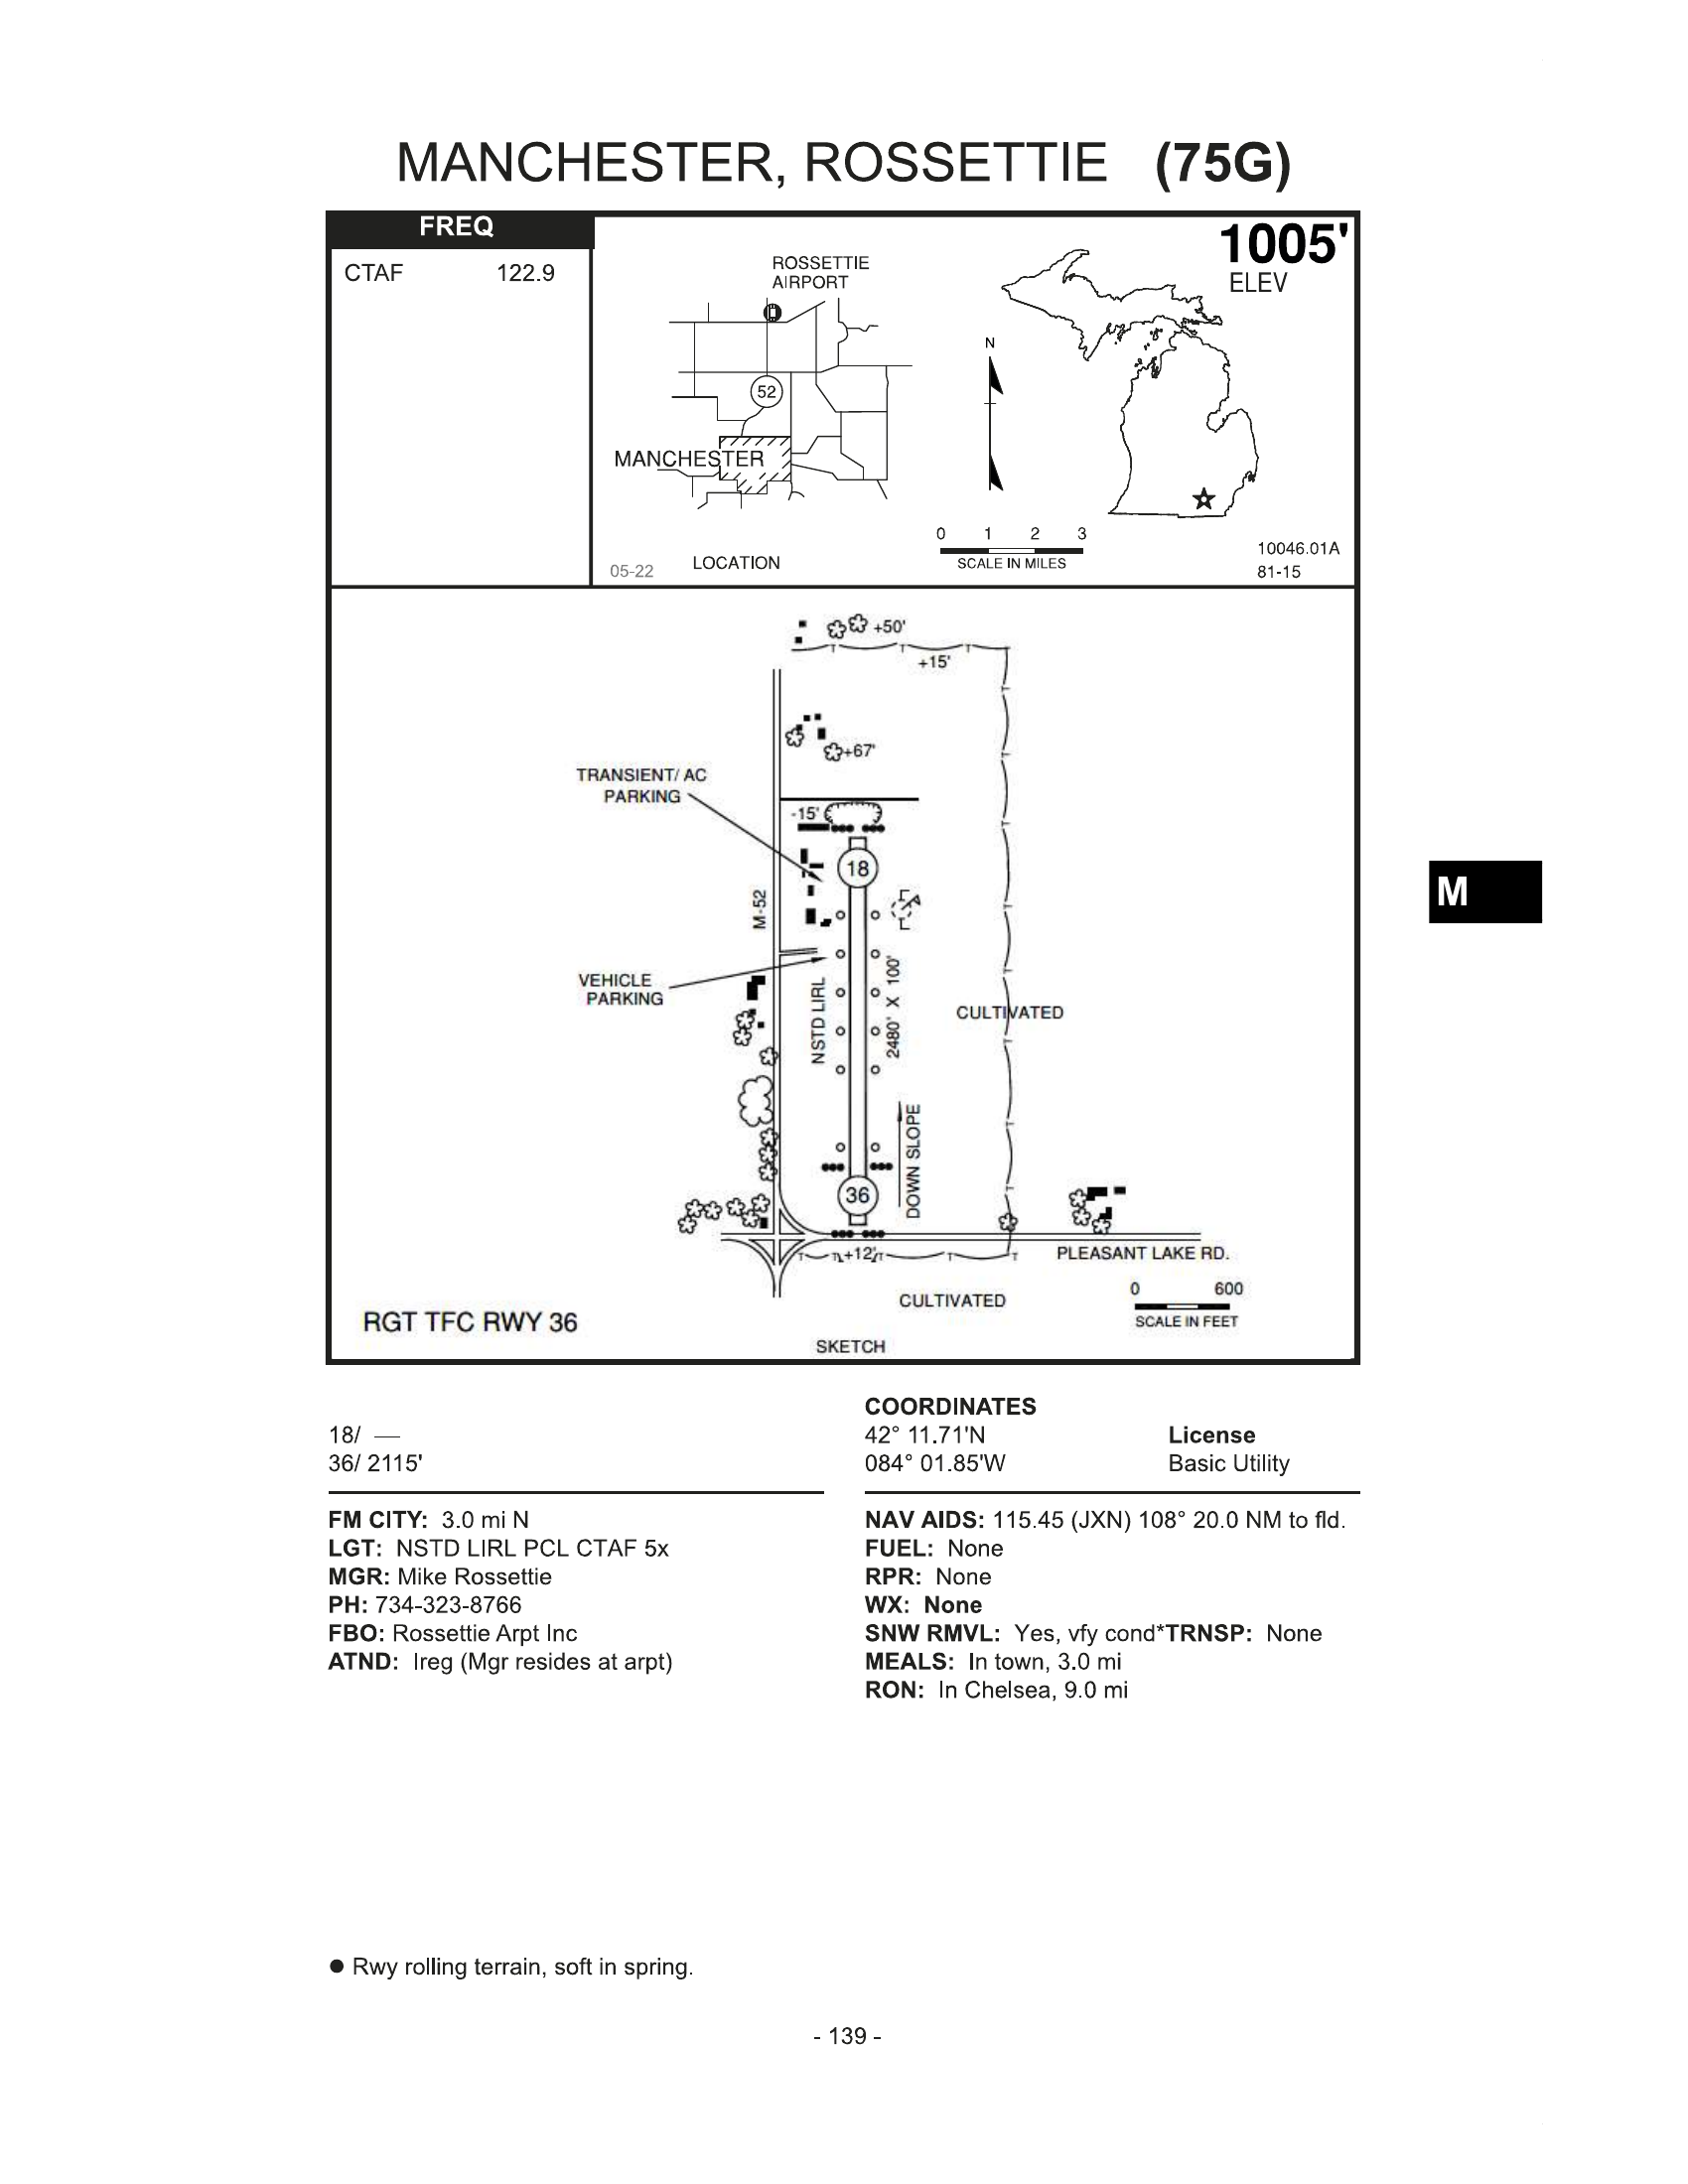 MANCHESTER, ROSSETTIE (75G)
FREQ
CTAF 122.9
1005'
ELEV
ROSSETTIE
AIRPORT
52
MANCHESTER
N
0 1 2 3
SCALE IN MILES
LOCATION
05-22
10046.01A
81-15
+50'
+15'
+67'
TRANSIENT/ AC
PARKING
-15'
18
M-52
VEHICLE
PARKING
NSTD LIRL
2480' X 100'
CULTIVATED
DOWN SLOPE
36
+12'
PLEASANT LAKE RD.
CULTIVATED
0 600
SCALE IN FEET
RGT TFC RWY 36
SKETCH
M
18/ —
36/ 2115'
COORDINATES
42° 11.71'N
084° 01.85'W
License
Basic Utility
FM CITY: 3.0 mi N
LGT: NSTD LIRL PCL CTAF 5x
MGR: Mike Rossettie
PH: 734-323-8766
FBO: Rossettie Arpt Inc
ATND: Ireg (Mgr resides at arpt)
NAV AIDS: 115.45 (JXN) 108° 20.0 NM to fld.
FUEL: None
RPR: None
WX: None
SNW RMVL: Yes, vfy cond*TRNSP: None
MEALS: In town, 3.0 mi
RON: In Chelsea, 9.0 mi
● Rwy rolling terrain, soft in spring.
- 139 -